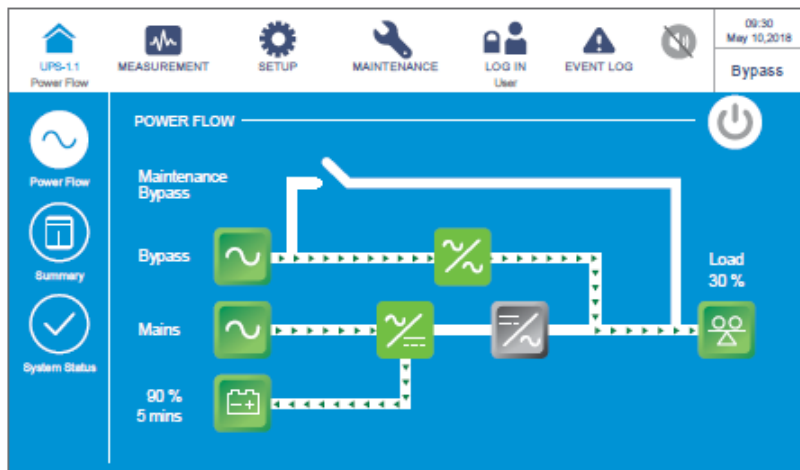 UPS-1.1
Power Flow
MEASUREMENT
SETUP
MAINTENANCE
LOG IN
User
EVENT LOG
09:30
May 10,2018
Bypass
POWER FLOW
Power Flow
Summary
System Status
Maintenance
Bypass
Bypass
Load
30 %
Mains
90 %
5 mins